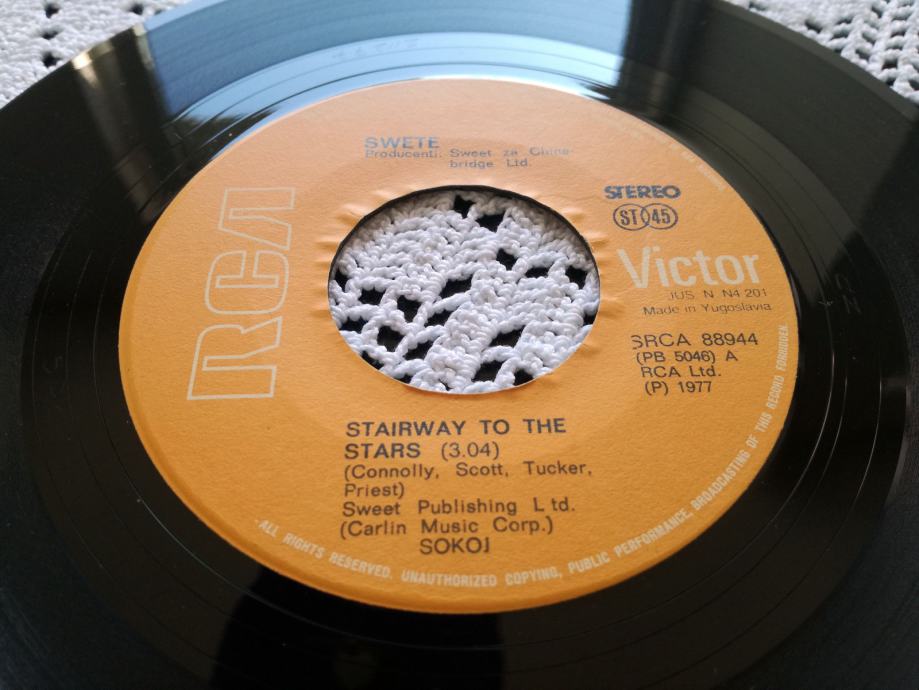 SWETE
Producenti: Sweet za China-
bridge Ltd.
STEREO
ST 45
RCA
Victor
JUS. N. N4 201
Made in Yugoslavia
SRCA 88944
(PB 5046) A
RCA Ltd.
(P) 1977
STAIRWAY TO THE
STARS (3.04)
(Connolly, Scott, Tucker,
Priest)
Sweet Publishing Ltd.
(Carlin Music Corp.)
SOKOJ
ALL RIGHTS RESERVED. UNAUTHORIZED COPYING, PUBLIC PERFORMANCE, BROADCASTING OF THIS RECORD FORBIDDEN